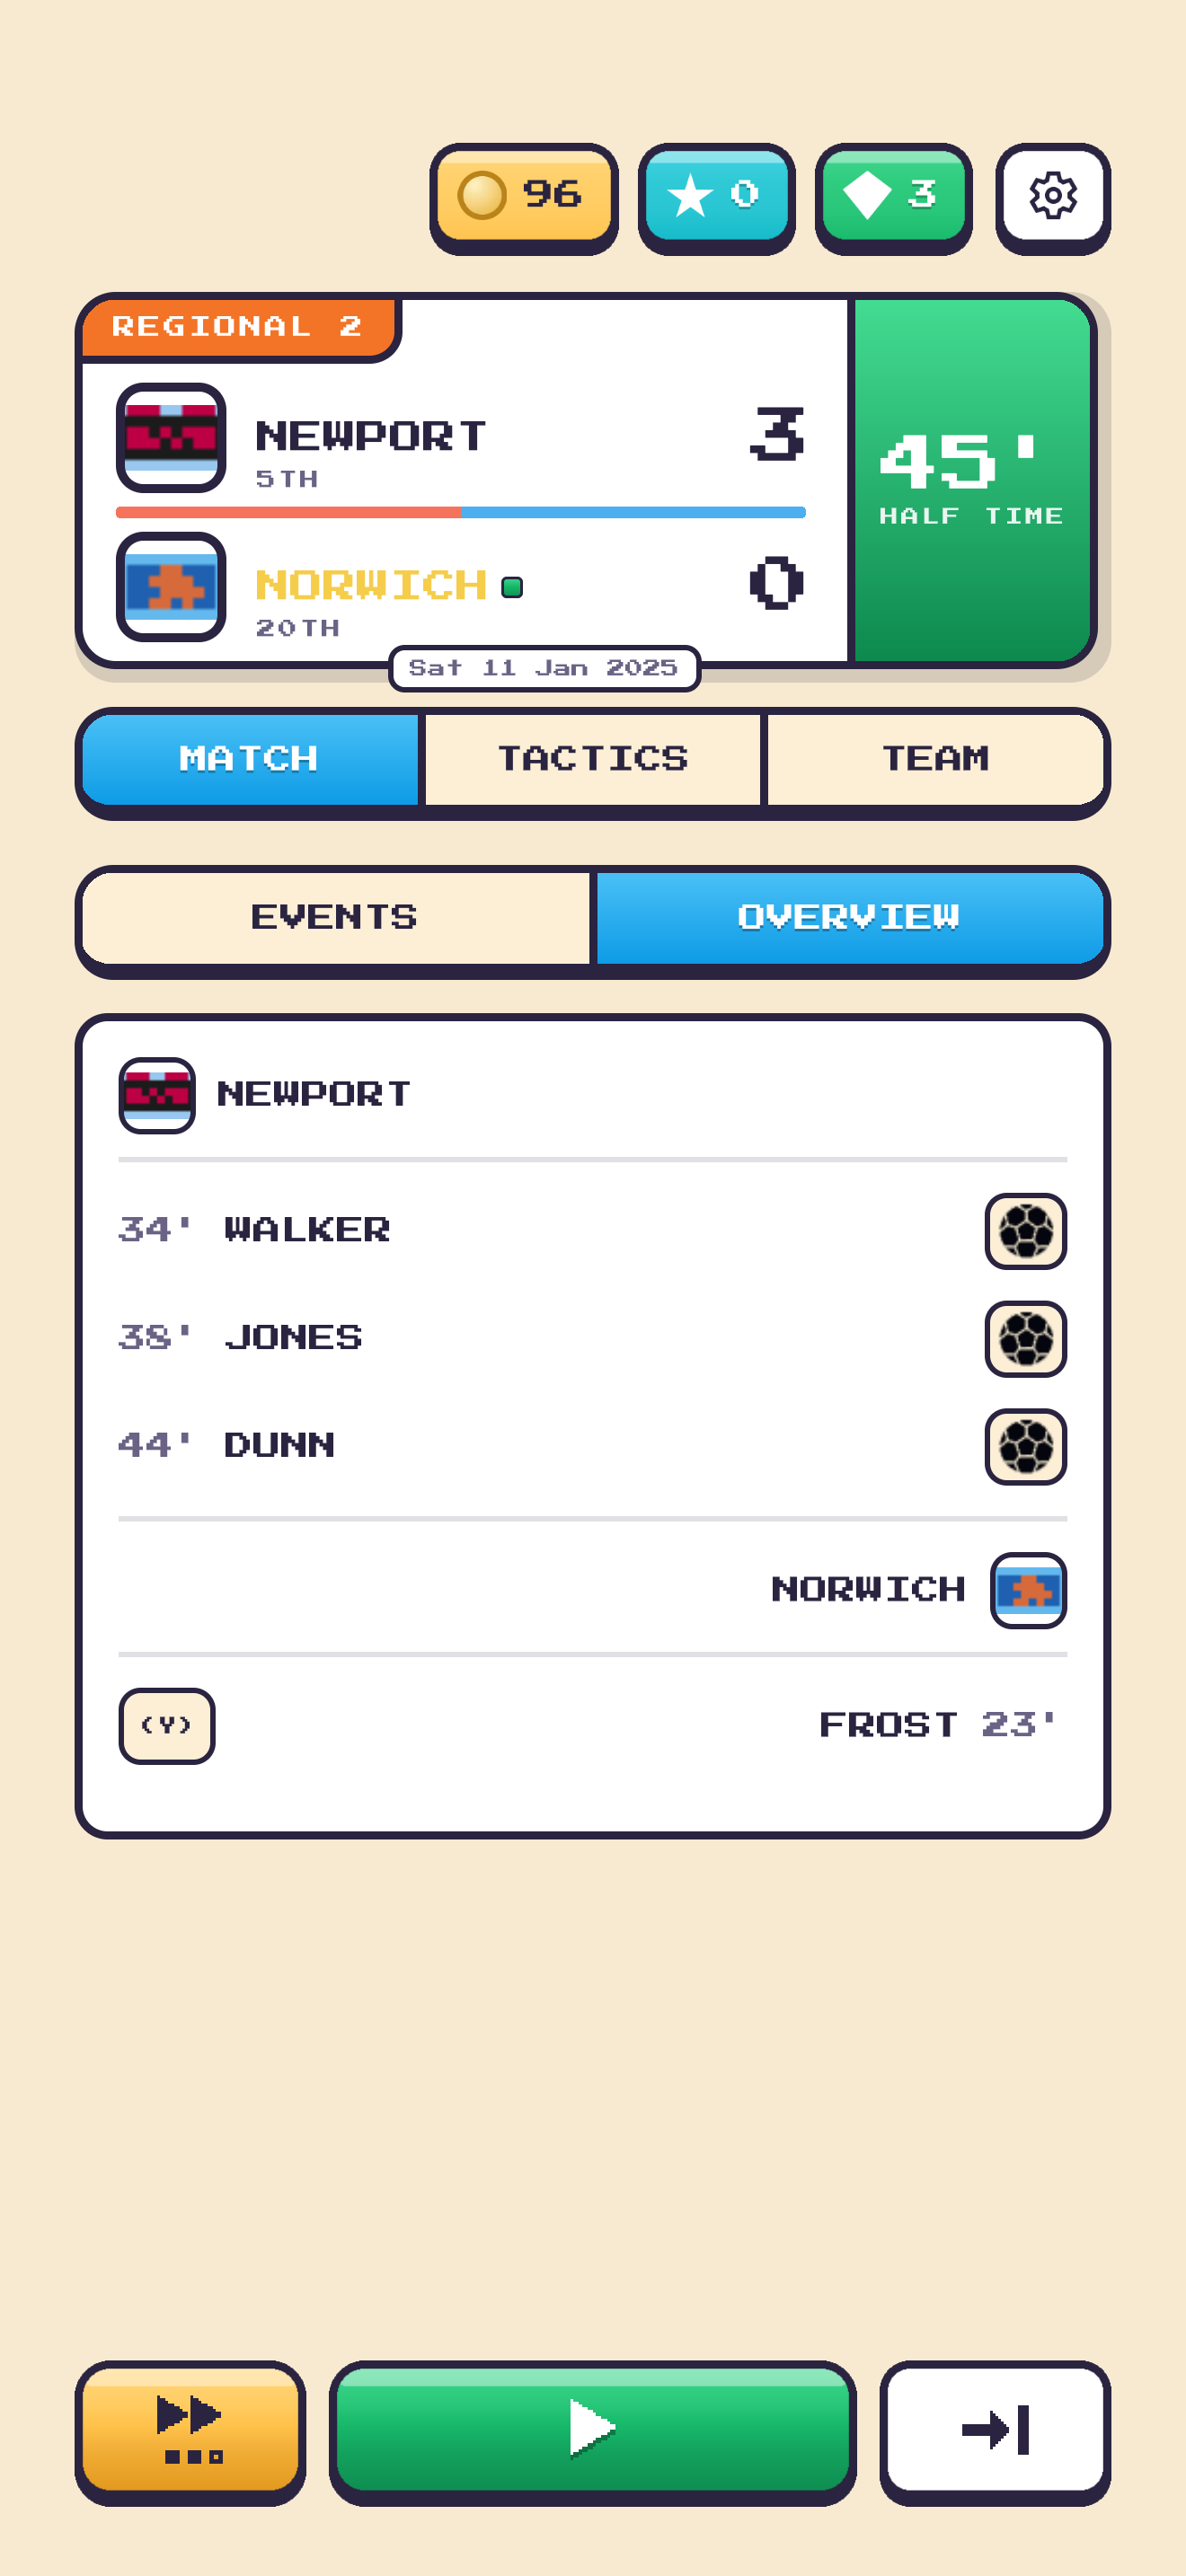 96 0 3
REGIONAL 2
NEWPORT 3
5TH
45'
HALF TIME
NORWICH 0
20TH
Sat 11 Jan 2025
MATCH TACTICS TEAM
EVENTS OVERVIEW
NEWPORT
34' WALKER
38' JONES
44' DUNN
NORWICH
(Y) FROST 23'